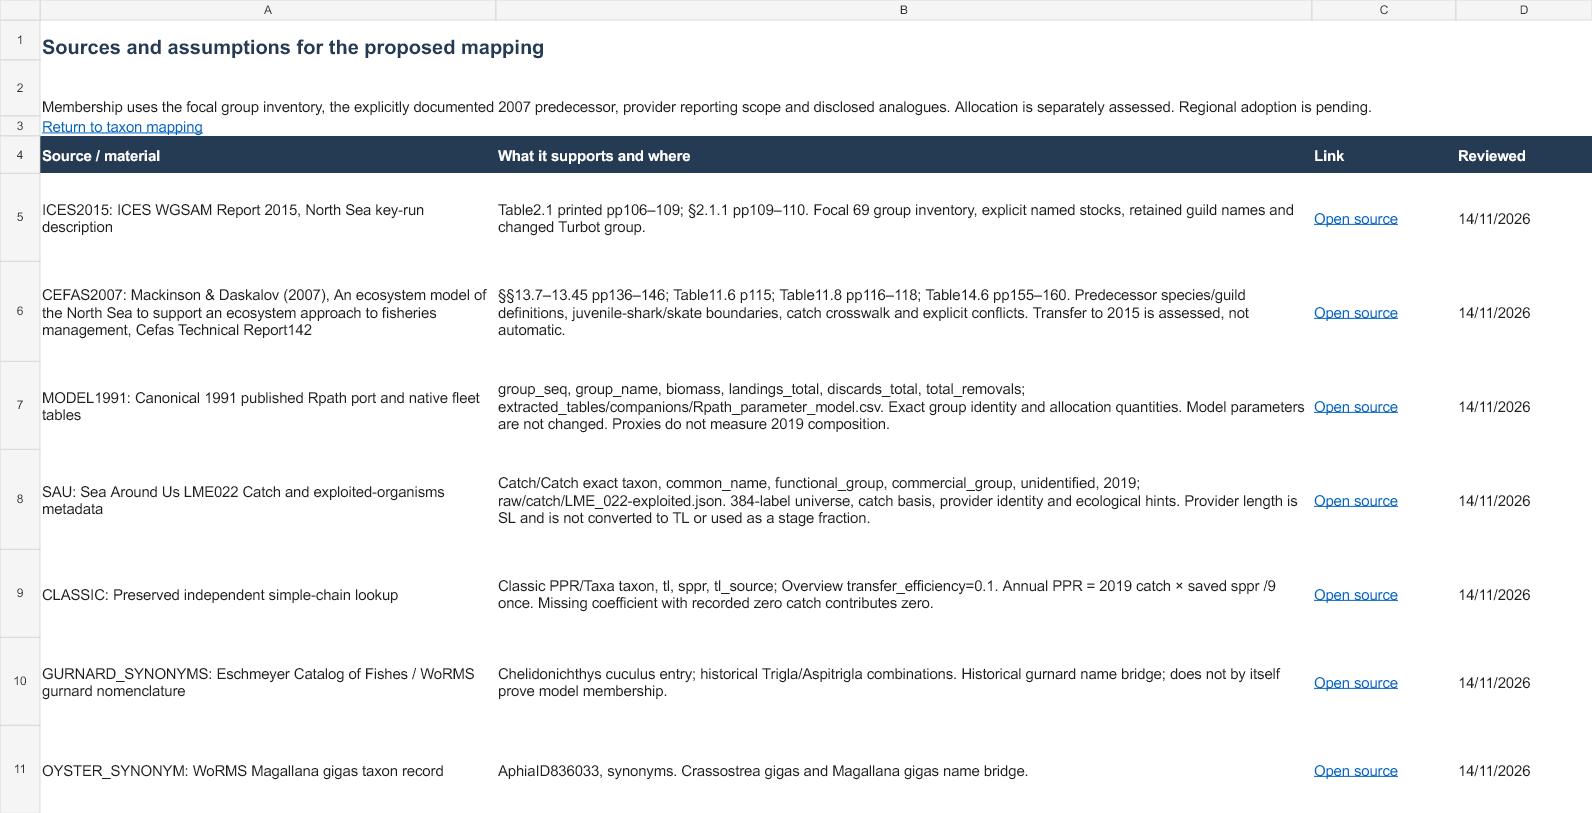 A B C D
1 Sources and assumptions for the proposed mapping
2 Membership uses the focal group inventory, the explicitly documented 2007 predecessor, provider reporting scope and disclosed analogues. Allocation is separately assessed. Regional adoption is pending.
3 Return to taxon mapping
4 Source / material What it supports and where Link Reviewed
5 ICES2015: ICES WGSAM Report 2015, North Sea key-run
description
Table2.1 printed pp106–109; §2.1.1 pp109–110. Focal 69 group inventory, explicit named stocks, retained guild names and
changed Turbot group.
Open source 14/11/2026
6 CEFAS2007: Mackinson & Daskalov (2007), An ecosystem model of
the North Sea to support an ecosystem approach to fisheries
management, Cefas Technical Report142
§§13.7–13.45 pp136–146; Table11.6 p115; Table11.8 pp116–118; Table14.6 pp155–160. Predecessor species/guild
definitions, juvenile-shark/skate boundaries, catch crosswalk and explicit conflicts. Transfer to 2015 is assessed, not
automatic.
Open source 14/11/2026
7 MODEL1991: Canonical 1991 published Rpath port and native fleet
tables
group_seq, group_name, biomass, landings_total, discards_total, total_removals;
extracted_tables/companions/Rpath_parameter_model.csv. Exact group identity and allocation quantities. Model parameters
are not changed. Proxies do not measure 2019 composition.
Open source 14/11/2026
8 SAU: Sea Around Us LME022 Catch and exploited-organisms
metadata
Catch/Catch exact taxon, common_name, functional_group, commercial_group, unidentified, 2019;
raw/catch/LME_022-exploited.json. 384-label universe, catch basis, provider identity and ecological hints. Provider length is
SL and is not converted to TL or used as a stage fraction.
Open source 14/11/2026
9 CLASSIC: Preserved independent simple-chain lookup
Classic PPR/Taxa taxon, tl, sppr, tl_source; Overview transfer_efficiency=0.1. Annual PPR = 2019 catch × saved sppr /9
once. Missing coefficient with recorded zero catch contributes zero.
Open source 14/11/2026
10 GURNARD_SYNONYMS: Eschmeyer Catalog of Fishes / WoRMS
gurnard nomenclature
Chelidonichthys cuculus entry; historical Trigla/Aspitrigla combinations. Historical gurnard name bridge; does not by itself
prove model membership.
Open source 14/11/2026
11 OYSTER_SYNONYM: WoRMS Magallana gigas taxon record
AphiaID836033, synonyms. Crassostrea gigas and Magallana gigas name bridge.
Open source 14/11/2026